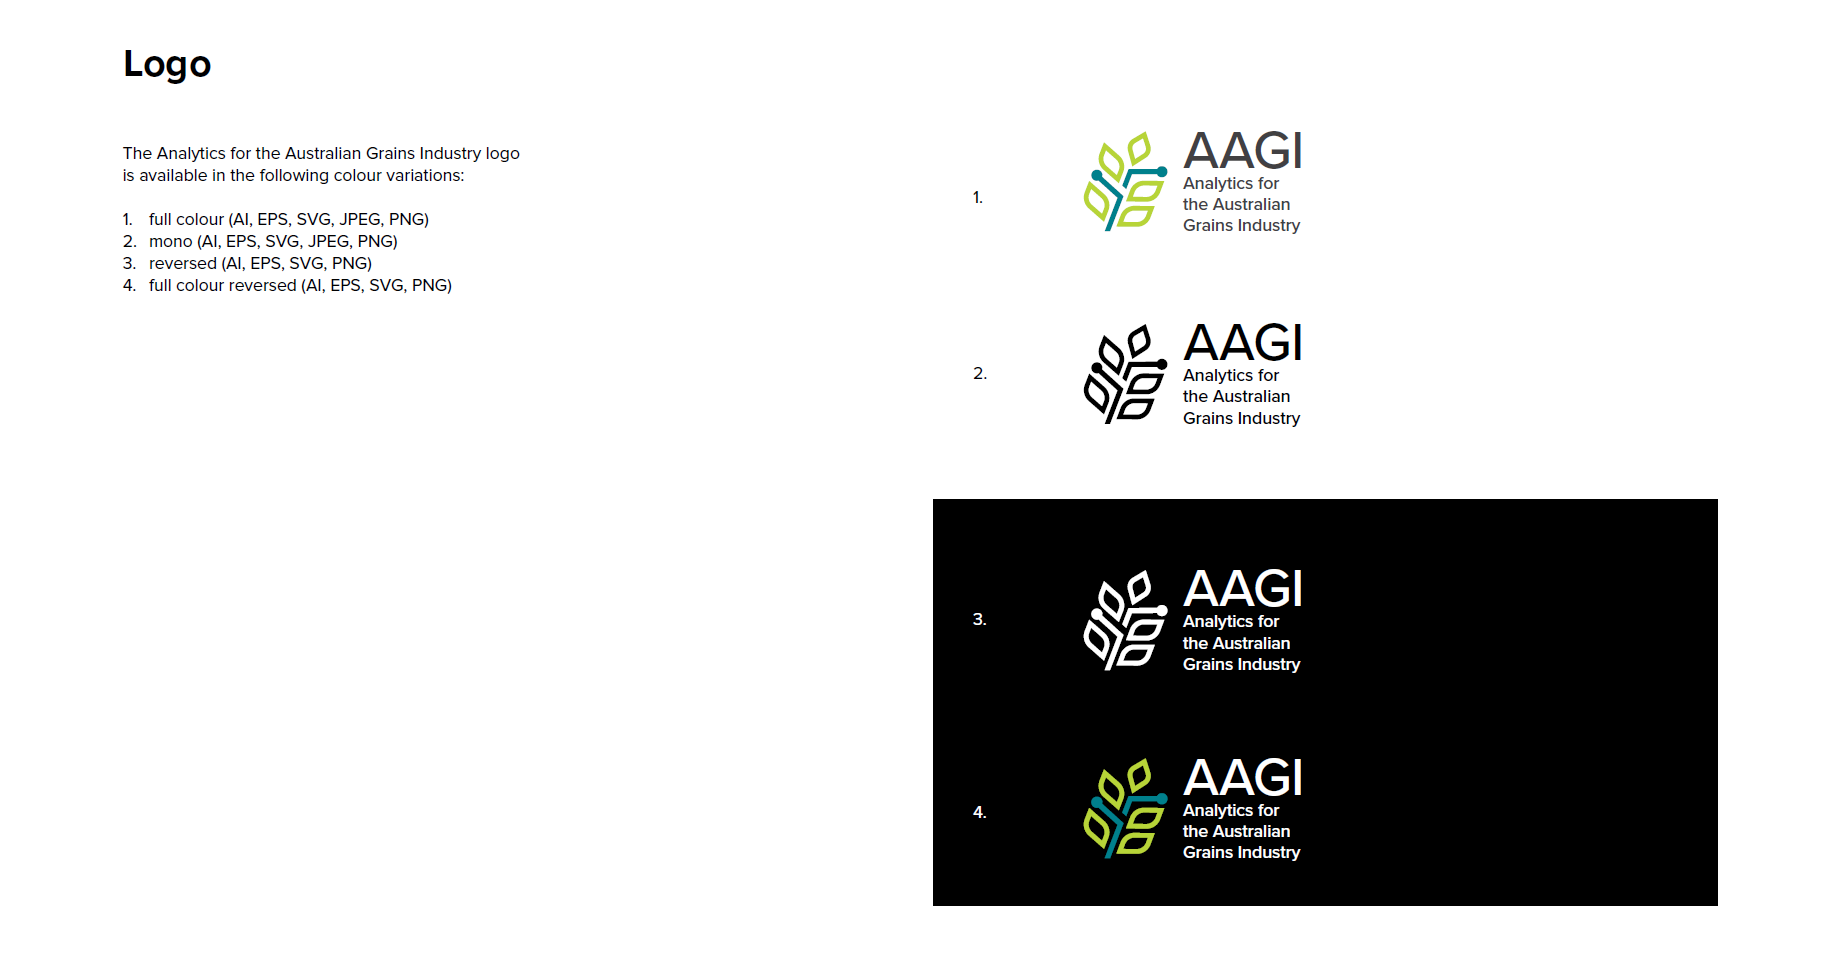 Logo
The Analytics for the Australian Grains Industry logo
is available in the following colour variations:
1. full colour (AI, EPS, SVG, JPEG, PNG)
2. mono (AI, EPS, SVG, JPEG, PNG)
3. reversed (AI, EPS, SVG, PNG)
4. full colour reversed (AI, EPS, SVG, PNG)
1.
AAGI
Analytics for
the Australian
Grains Industry
2.
AAGI
Analytics for
the Australian
Grains Industry
3.
AAGI
Analytics for
the Australian
Grains Industry
4.
AAGI
Analytics for
the Australian
Grains Industry